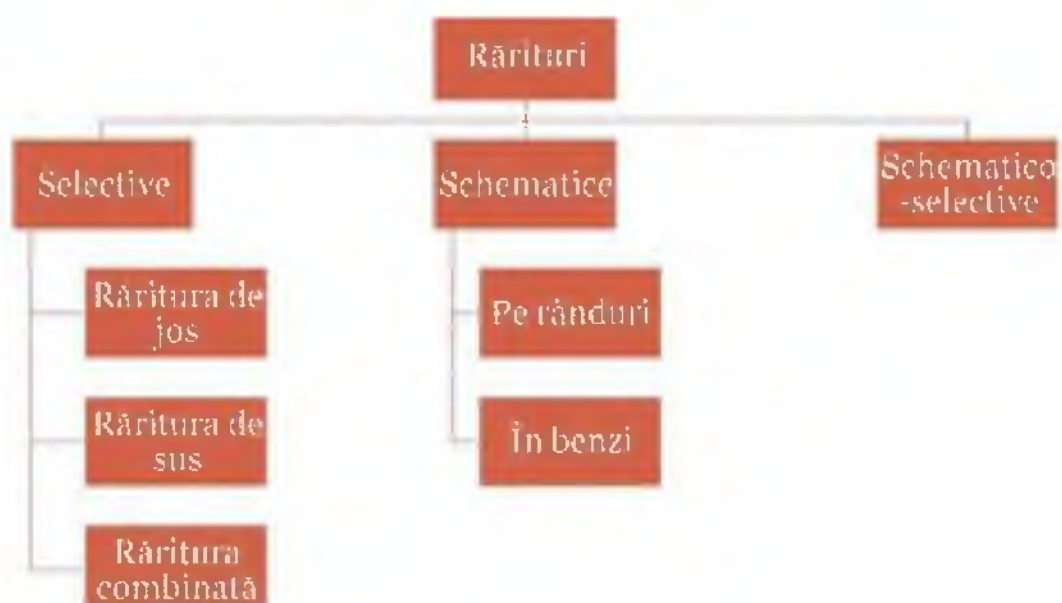 Rărituri
Selective
Schematice
Schematico
-selective
Răritura de
jos
Răritura de
sus
Răritura
combinată
Pe rânduri
În benzi